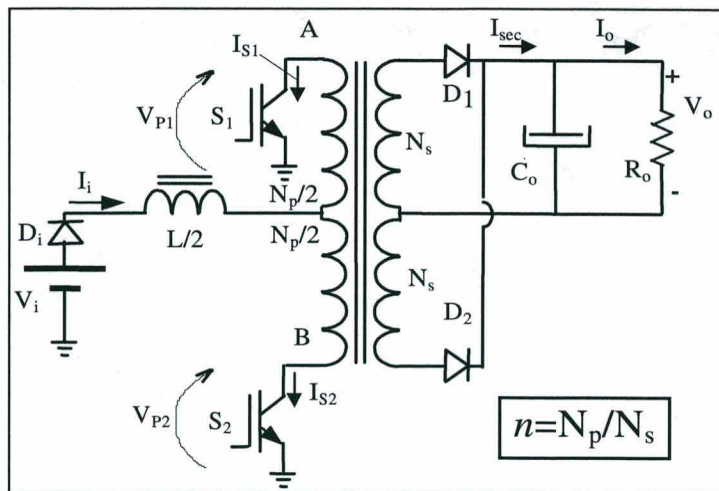 A
I_S1
I_sec
I_o
+
D1
V_P1
S_1
V_o
N_s
C_o
R_o
I_i
N_p/2
-
D_i
N_p/2
L/2
V_i
N_s
D_2
B
V_P2
S_2
I_S2
n=N_p/N_s